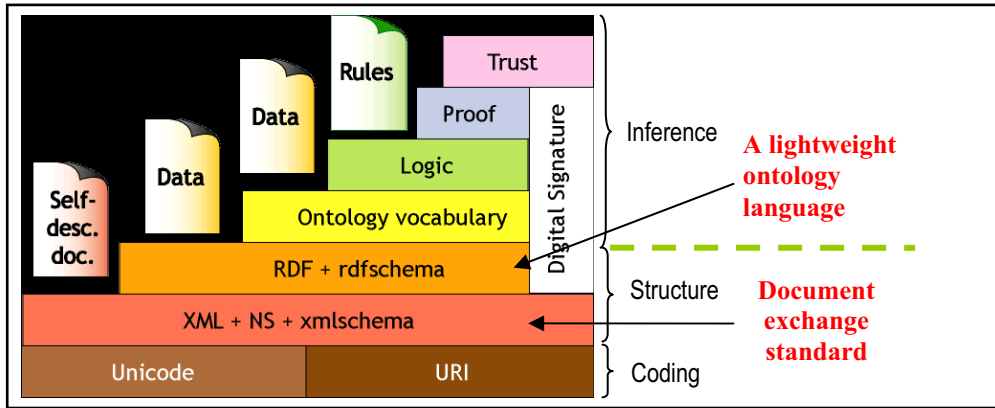 Rules
Trust
Data
Proof
Inference
Data
Logic
Digital Signature
A lightweight
ontology
language
Self-
desc.
doc.
Ontology vocabulary
RDF + rdfschema
Structure
XML + NS + xmlschema
Document
exchange
standard
Unicode
URI
Coding